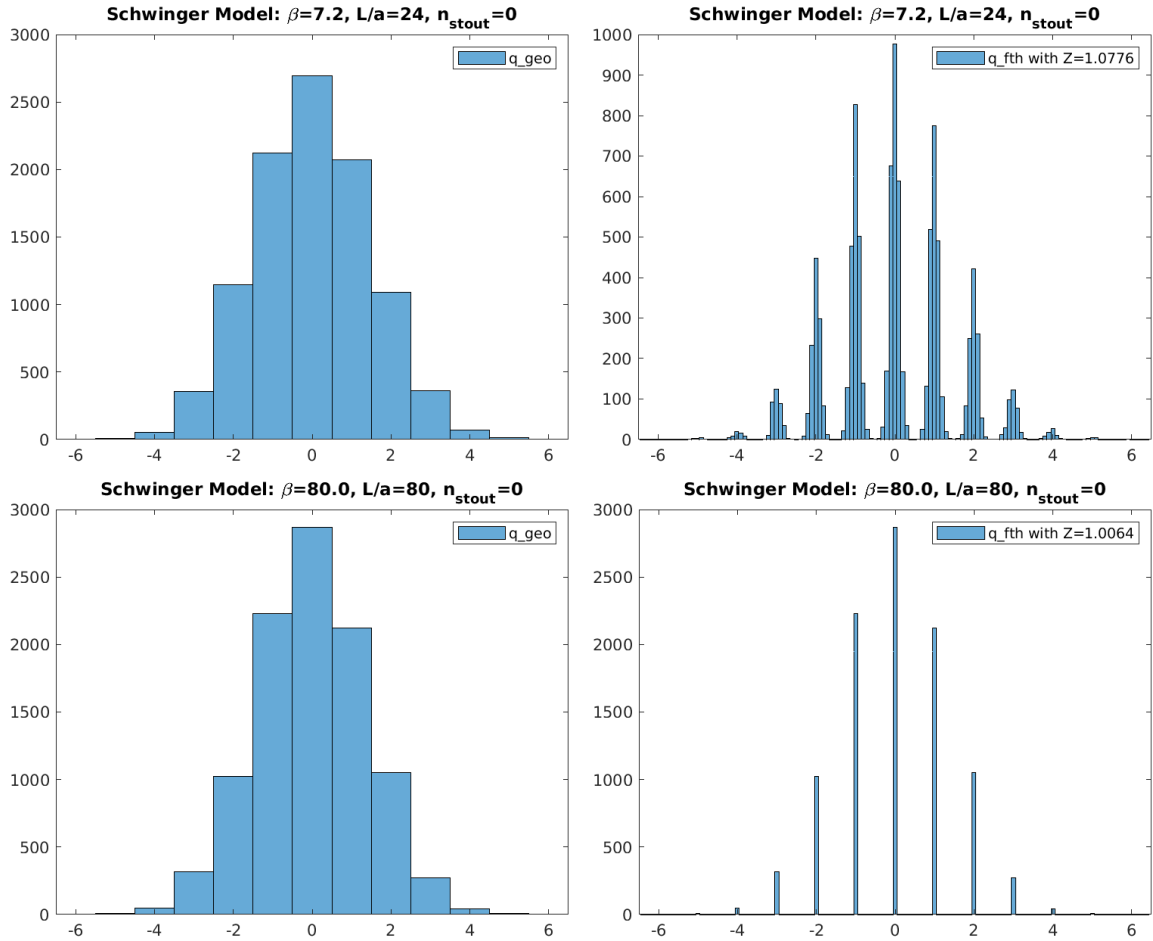 Schwinger Model: β=7.2, L/a=24, n_stout=0
q_geo
3000
2500
2000
1500
1000
500
0
-6 -4 -2 0 2 4 6
Schwinger Model: β=7.2, L/a=24, n_stout=0
q_fth with Z=1.0776
1000
900
800
700
600
500
400
300
200
100
0
-6 -4 -2 0 2 4 6
Schwinger Model: β=80.0, L/a=80, n_stout=0
q_geo
3000
2500
2000
1500
1000
500
0
-6 -4 -2 0 2 4 6
Schwinger Model: β=80.0, L/a=80, n_stout=0
q_fth with Z=1.0064
3000
2500
2000
1500
1000
500
0
-6 -4 -2 0 2 4 6